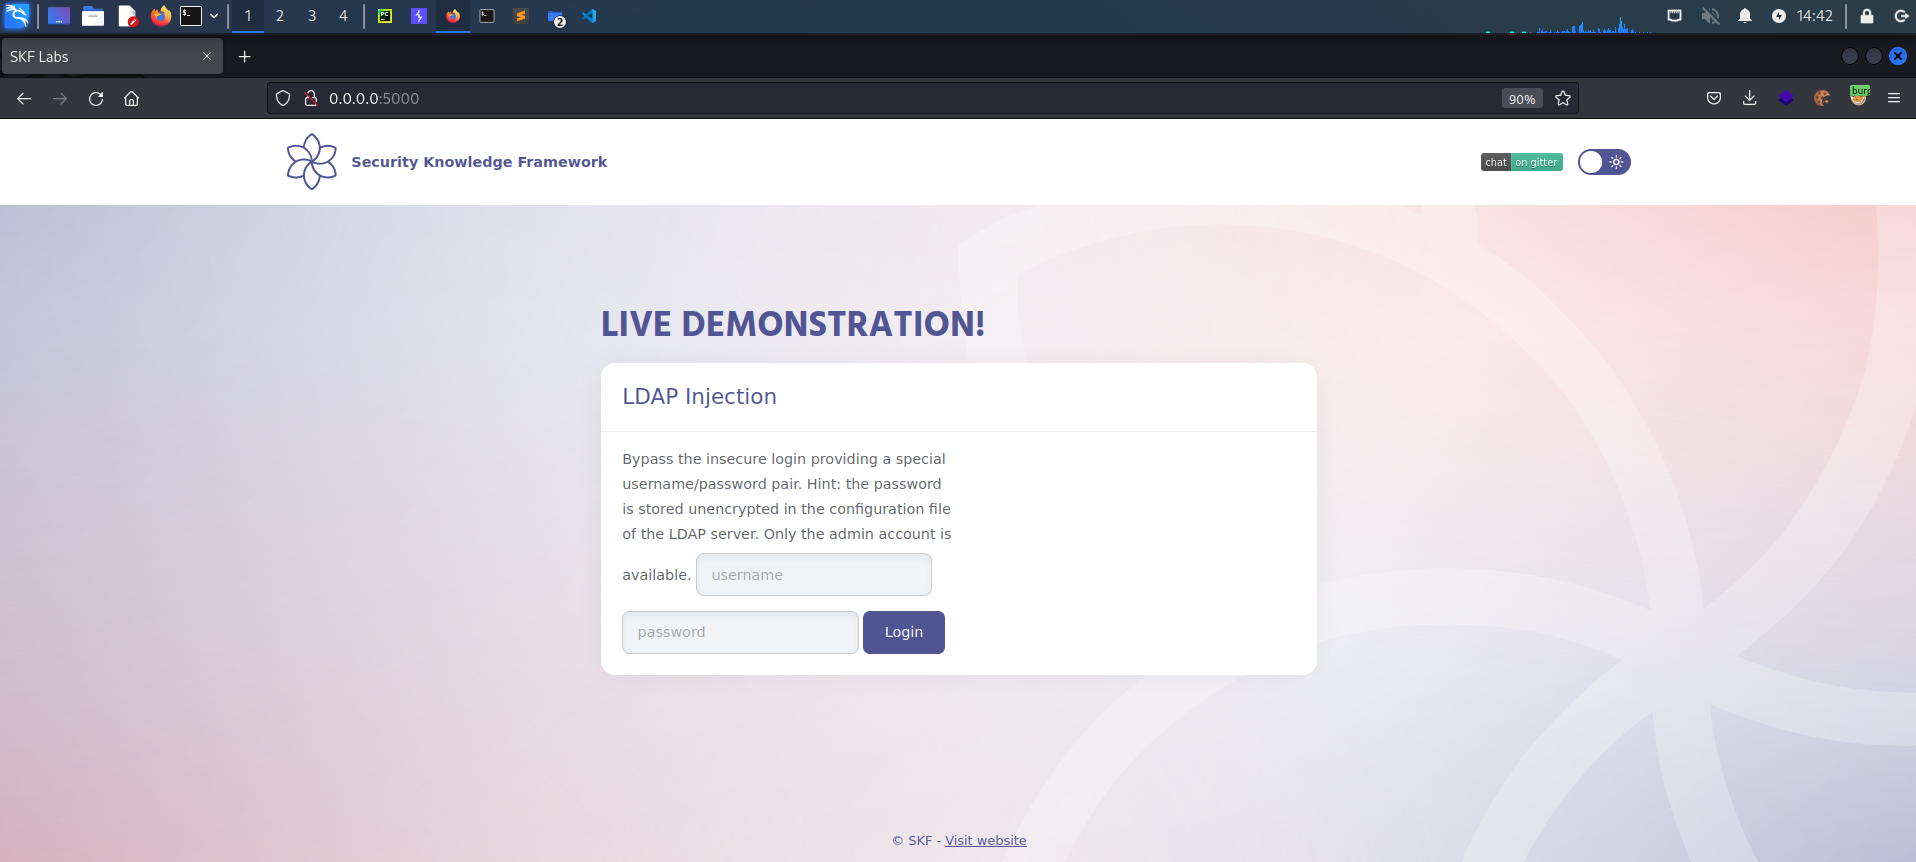 1 2 3 4 2 14:42
SKF Labs
0.0.0.0:5000 90% burp
Security Knowledge Framework chat on gitter
LIVE DEMONSTRATION!
LDAP Injection
Bypass the insecure login providing a special
username/password pair. Hint: the password
is stored unencrypted in the configuration file
of the LDAP server. Only the admin account is
available. username
password Login
© SKF - Visit website